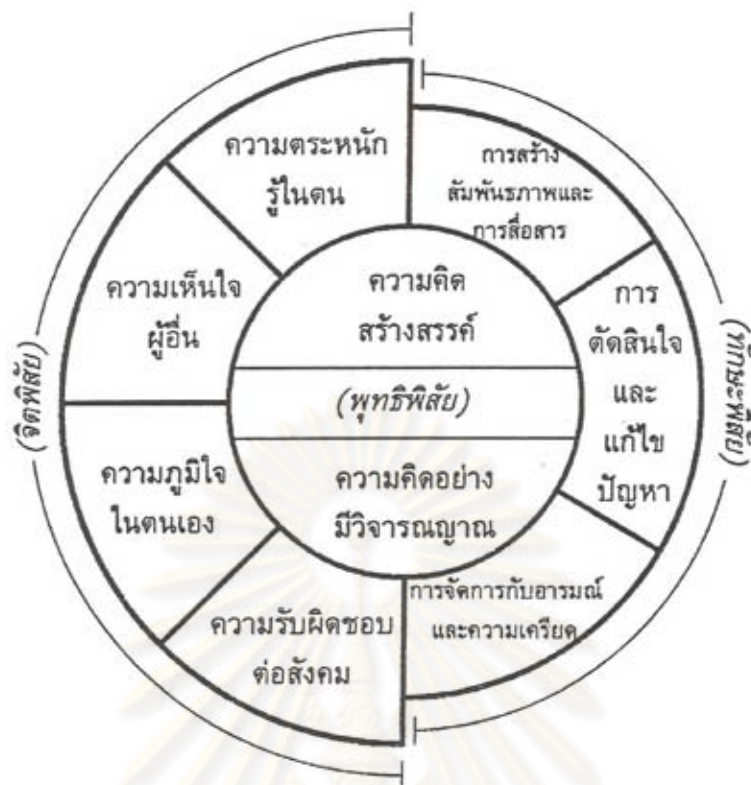 ความตระหนัก
รู้ในตน
การสร้าง
สัมพันธภาพและ
การสื่อสาร
ความเห็นใจ
ผู้อื่น
ความคิด
สร้างสรรค์
(พุทธิพิสัย)
ความคิดอย่าง
มีวิจารณญาณ
การ
ตัดสินใจ
และ
แก้ไข
ปัญหา
(จิตพิสัย)
(ทักษะพิสัย)
ความภูมิใจ
ในตนเอง
ความรับผิดชอบ
ต่อสังคม
การจัดการกับอารมณ์
และความเครียด